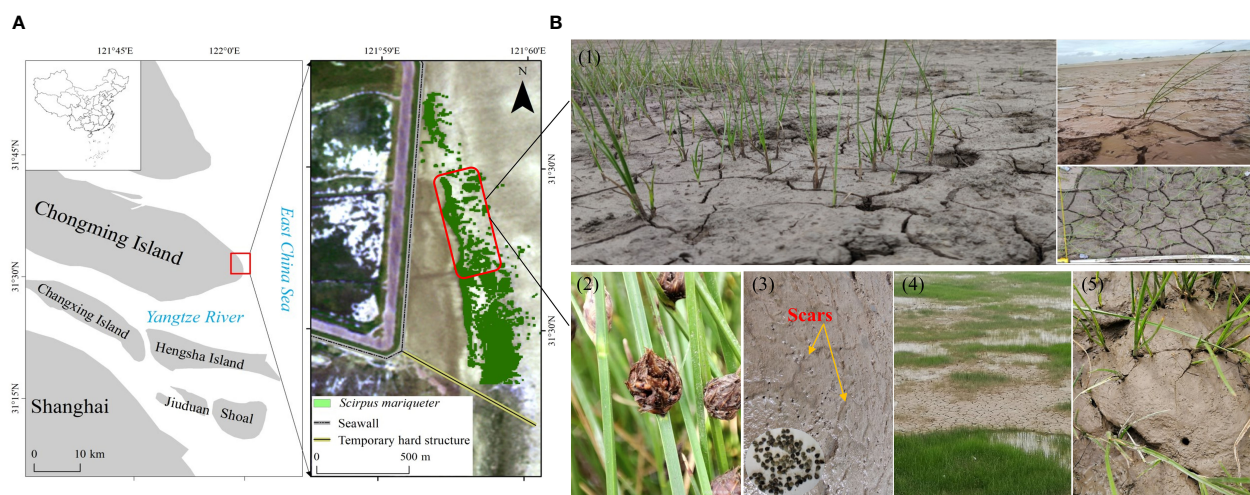 A
B
121°45'E
122°0'E
121°59'E
121°60'E
N
31°45'N
31°30'N
31°15'N
31°30'N
31°30'N
Chongming Island
East China Sea
Changxing Island
Yangtze River
Hengsha Island
Jiuduan Shoal
Shanghai
0 10 km
Scirpus mariqueter
Seawall
Temporary hard structure
0 500 m
(1)
(2)
(3)
Scars
(4)
(5)